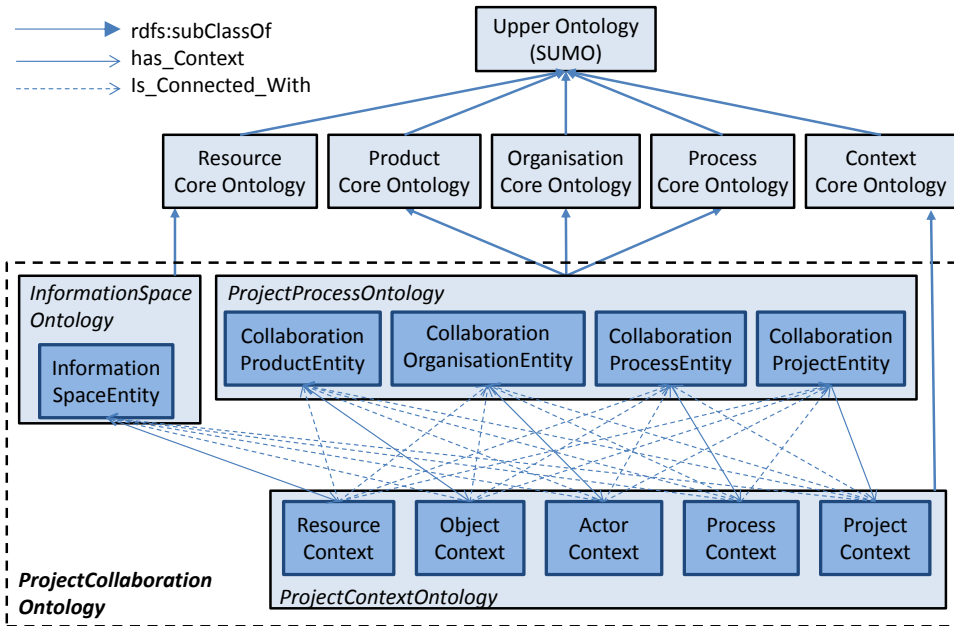 rdfs:subClassOf
has_Context
Is_Connected_With
Upper Ontology
(SUMO)
Resource
Core Ontology
Product
Core Ontology
Organisation
Core Ontology
Process
Core Ontology
Context
Core Ontology
InformationSpace
Ontology
Information
SpaceEntity
ProjectProcessOntology
Collaboration
ProductEntity
Collaboration
OrganisationEntity
Collaboration
ProcessEntity
Collaboration
ProjectEntity
Resource
Context
Object
Context
Actor
Context
Process
Context
Project
Context
ProjectContextOntology
ProjectCollaboration
Ontology